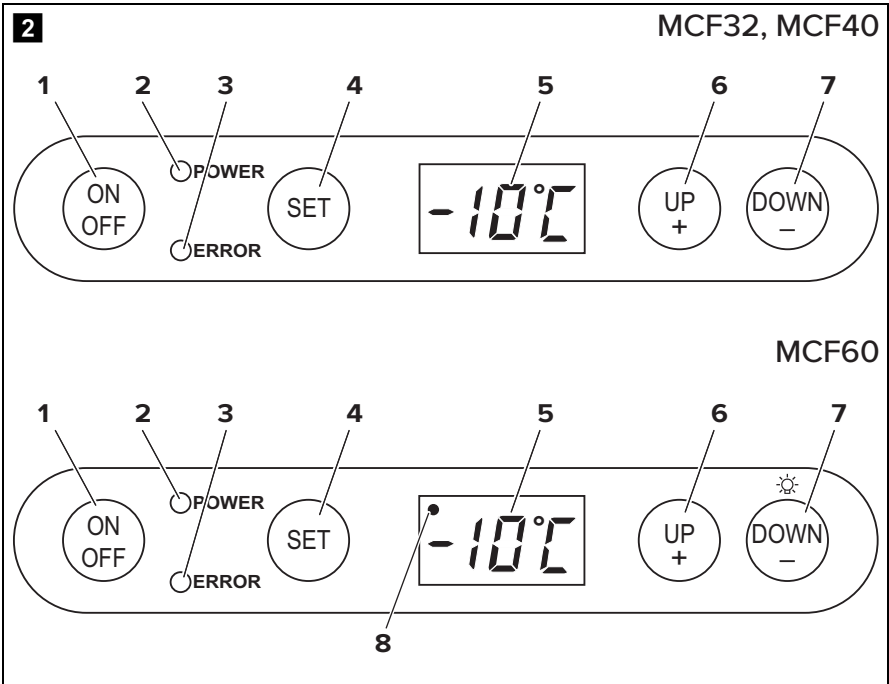 2 MCF32, MCF40
1 2 3 4 5 6 7
ON
OFF
POWER
ERROR
SET
-10°C
UP
+
DOWN
–
MCF60
1 2 3 4 5 6 7
ON
OFF
POWER
ERROR
SET
-10°C
UP
+
DOWN
–
8